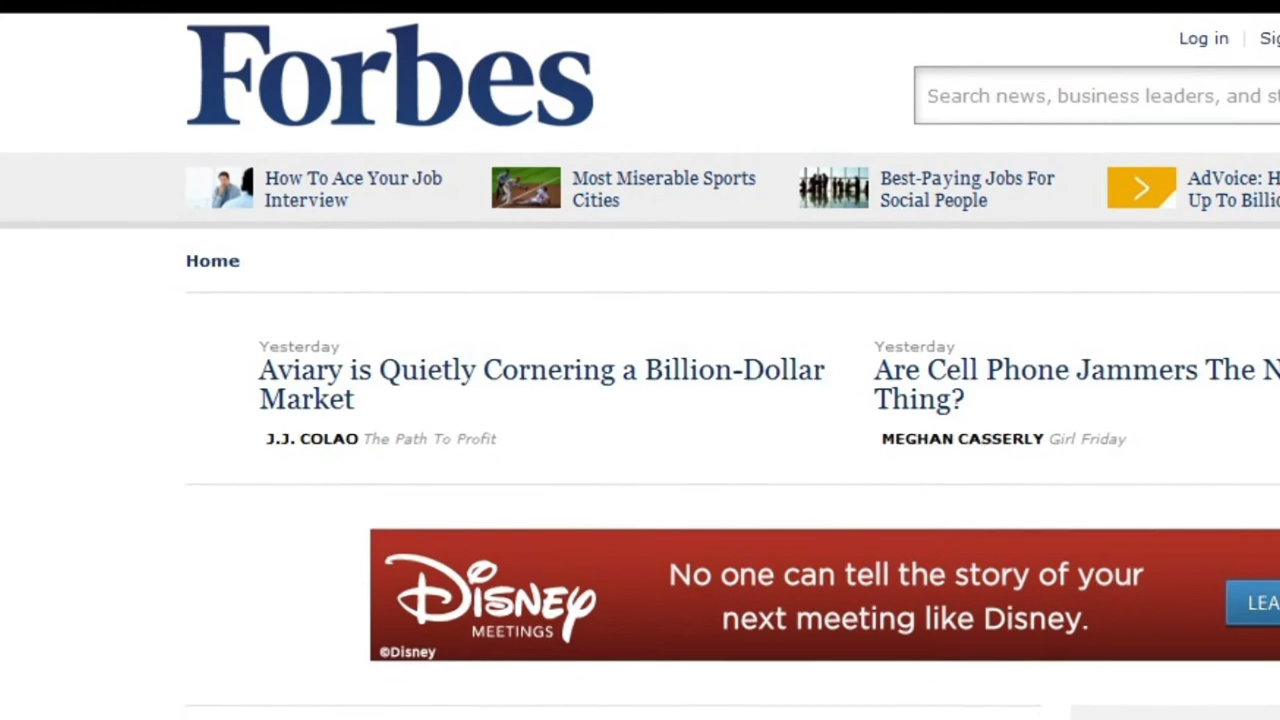 Forbes
Log in
Search news, business leaders, and
How To Ace Your Job
Interview
Most Miserable Sports
Cities
Best-Paying Jobs For
Social People
AdVoice:
Up To
Home
Yesterday
Aviary is Quietly Cornering a Billion-Dollar
Market
J.J. COLAO The Path To Profit
Yesterday
Are Cell Phone Jammers The
Thing?
MEGHAN CASSERLY Girl Friday
Disney
MEETINGS
©Disney
No one can tell the story of your
next meeting like Disney.